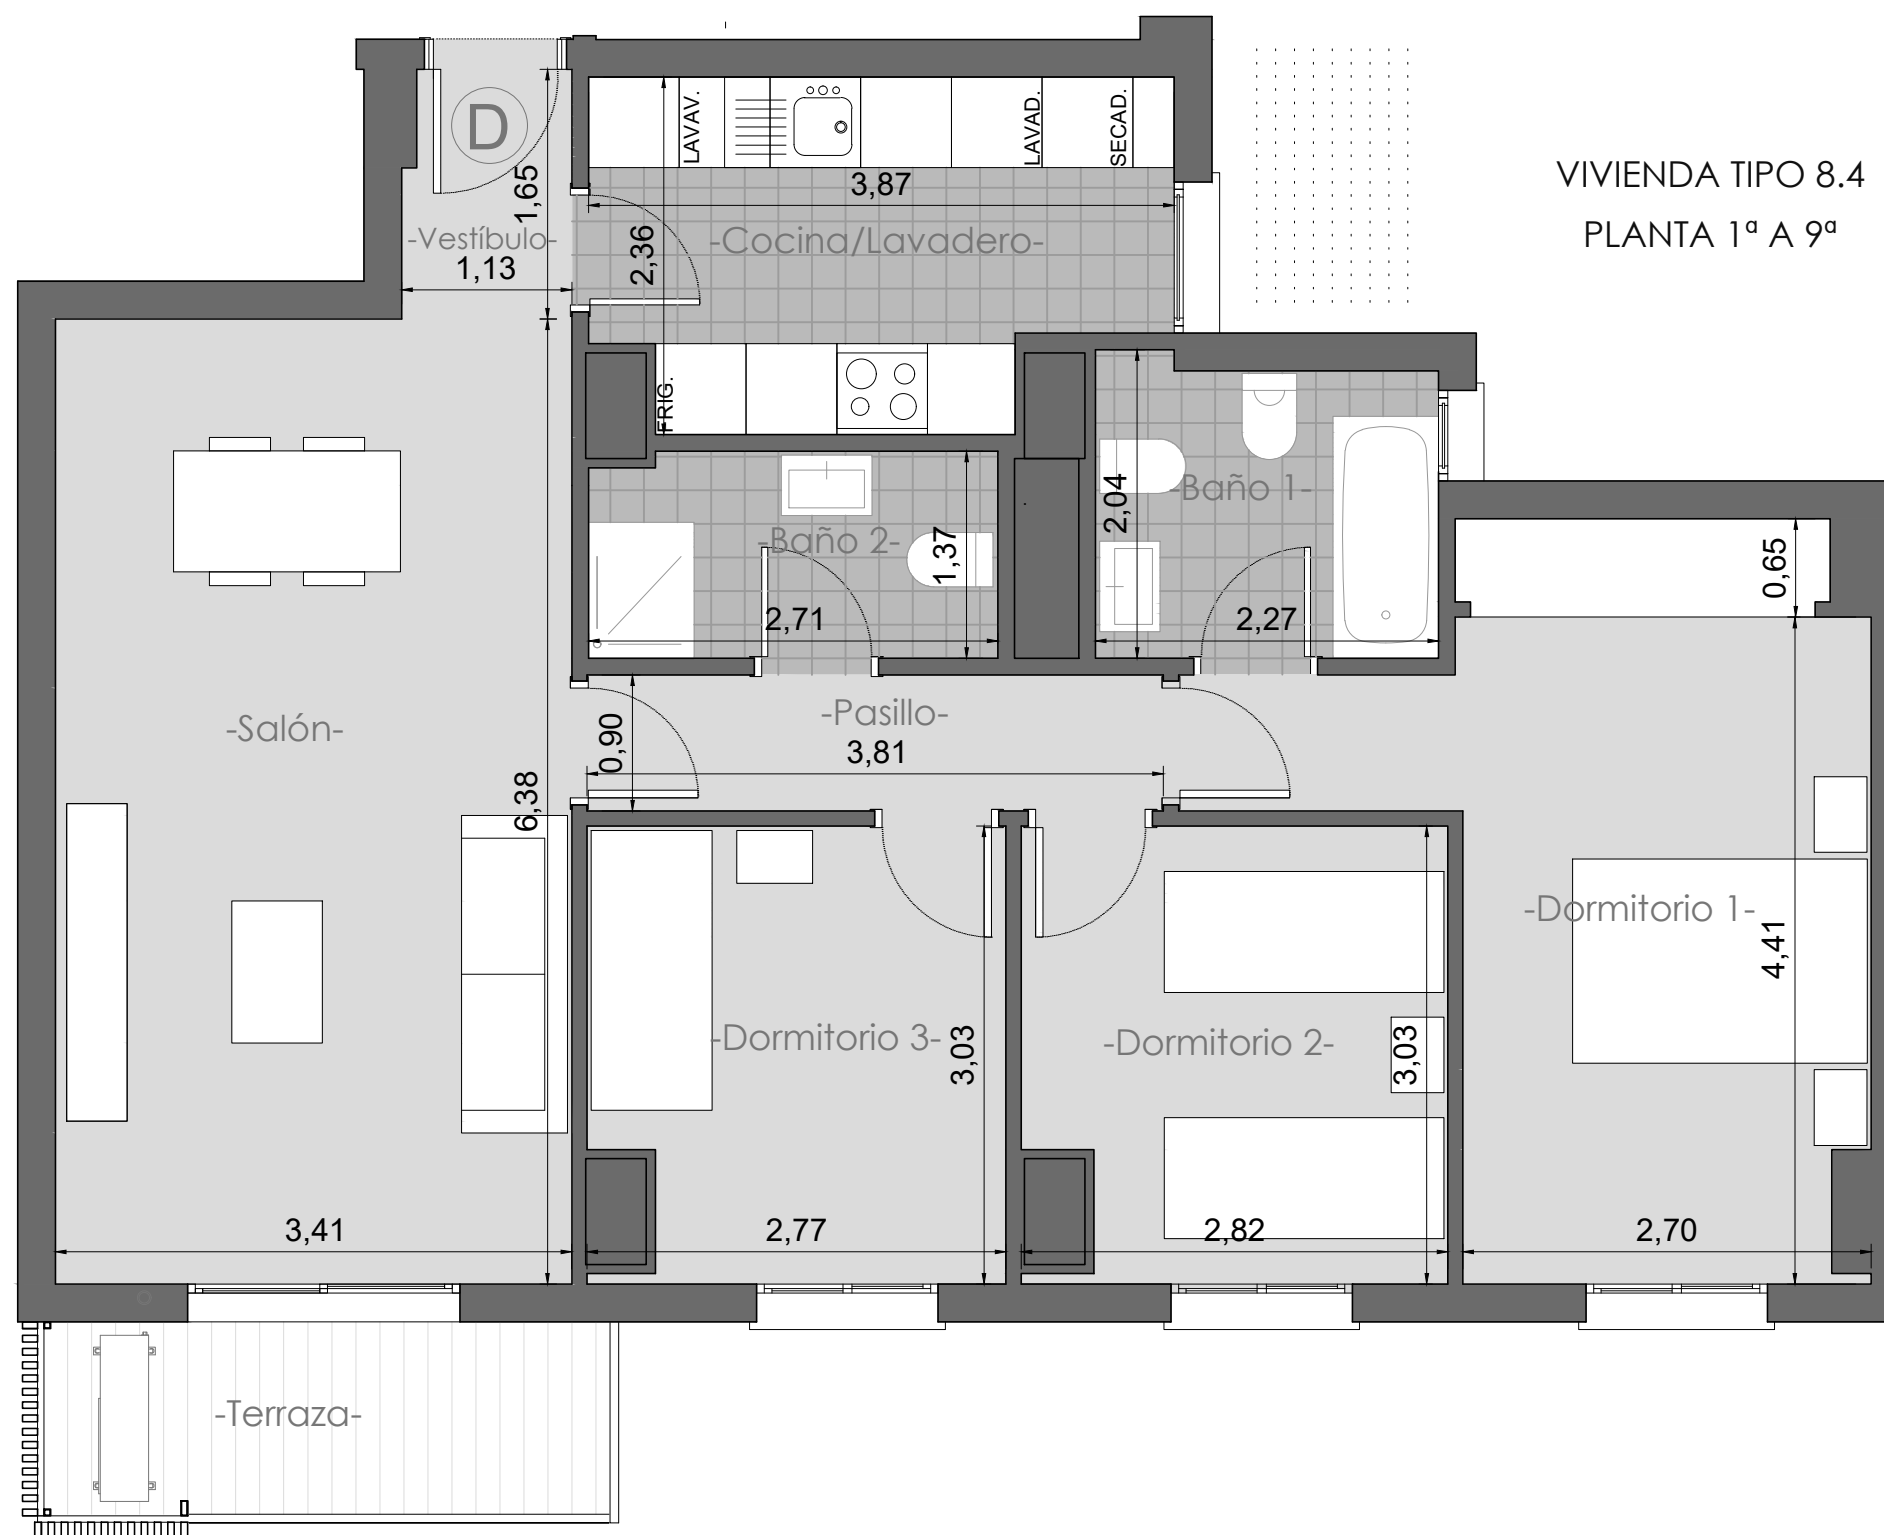 D
LAVAV.
LAVAD.
SECAD.
VIVIENDA TIPO 8.4
PLANTA 1ª A 9ª
1,65
3,87
-Vestíbulo-
1,13
2,36
-Cocina/Lavadero-
FRIG.
-Baño 2-
1,37
2,71
2,04
-Baño 1-
2,27
0,65
-Salón-
6,38
0,90
-Pasillo-
3,81
-Dormitorio 1-
4,41
-Dormitorio 3-
3,03
-Dormitorio 2-
3,03
3,41
2,77
2,82
2,70
-Terraza-